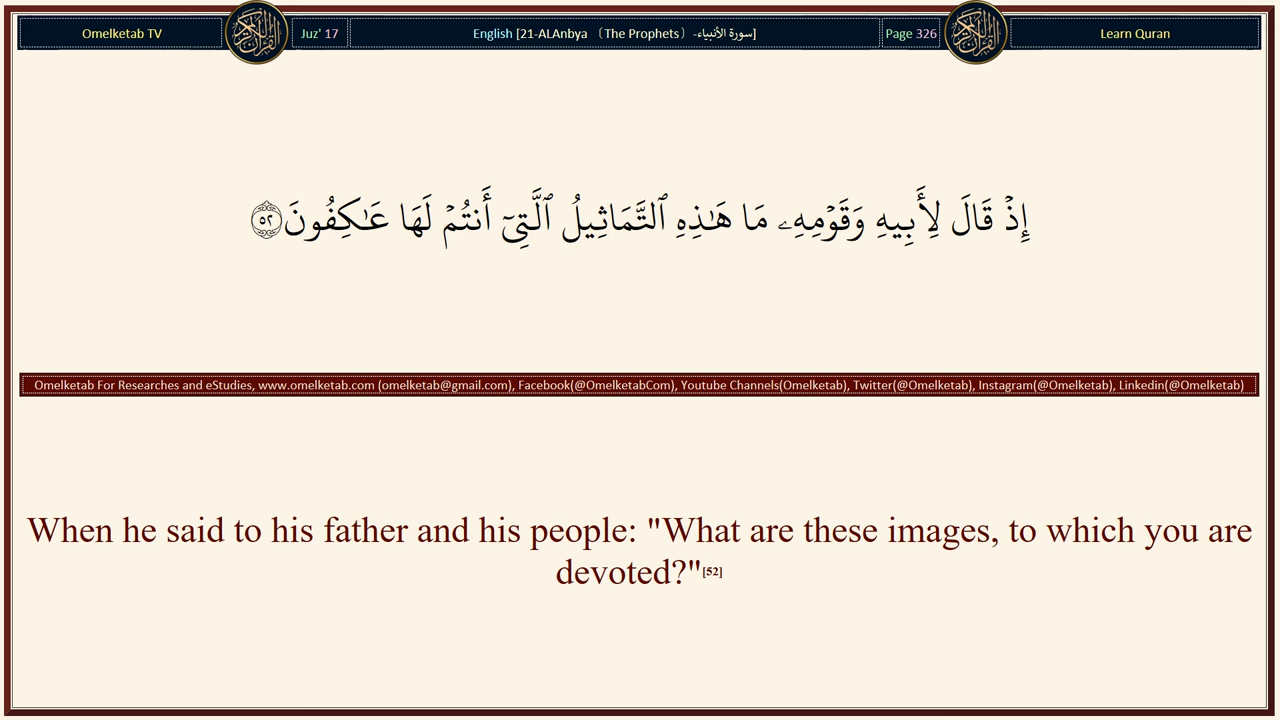 Omelketab TV
Juz' 17
English [21-ALAnbya 〔The Prophets〕 -سورة الأنبياء]
Page 326
Learn Quran
إِذْ قَالَ لِأَبِيهِ وَقَوْمِهِۦ مَا هَـٰذِهِ ٱلتَّمَاثِيلُ ٱلَّتِىٓ أَنتُمْ لَهَا عَـٰكِفُونَ ٥٢
Omelketab For Researches and eStudies, www.omelketab.com (omelketab@gmail.com), Facebook(@OmelketabCom), Youtube Channels(Omelketab), Twitter(@Omelketab), Instagram(@Omelketab), Linkedin(@Omelketab)
When he said to his father and his people: "What are these images, to which you are
devoted?"[52]